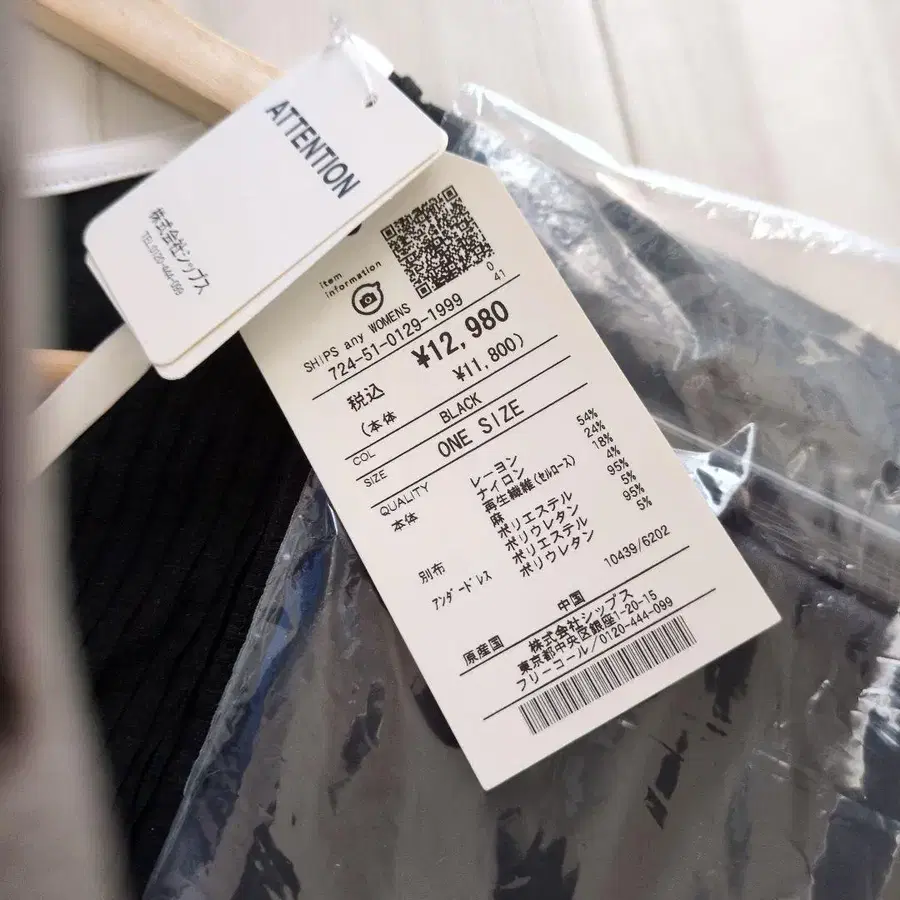 ATTENTION
株式会社シップス
TEL.0120-444-099
item
information
0
41
SHIPS any WOMENS
724-51-0129-1999
税込 ¥12,980
(本体 ¥11,800)
COL BLACK
SIZE ONE SIZE
QUALITY
本体 レーヨン 54%
ナイロン 24%
再生繊維(セルロース) 18%
麻 4%
別布 ポリエステル 95%
ポリウレタン 5%
アンダードレス ポリエステル 95%
ポリウレタン 5%
10439/6202
原産国 中国
株式会社シップス
東京都中央区銀座1-20-15
フリーコール/0120-444-099